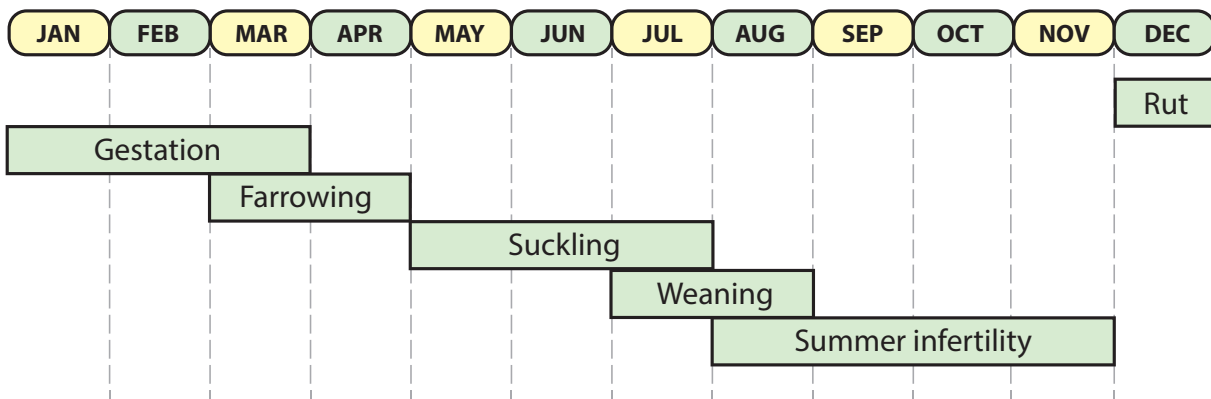 JAN FEB MAR APR MAY JUN JUL AUG SEP OCT NOV DEC
Rut
Gestation
Farrowing
Suckling
Weaning
Summer infertility